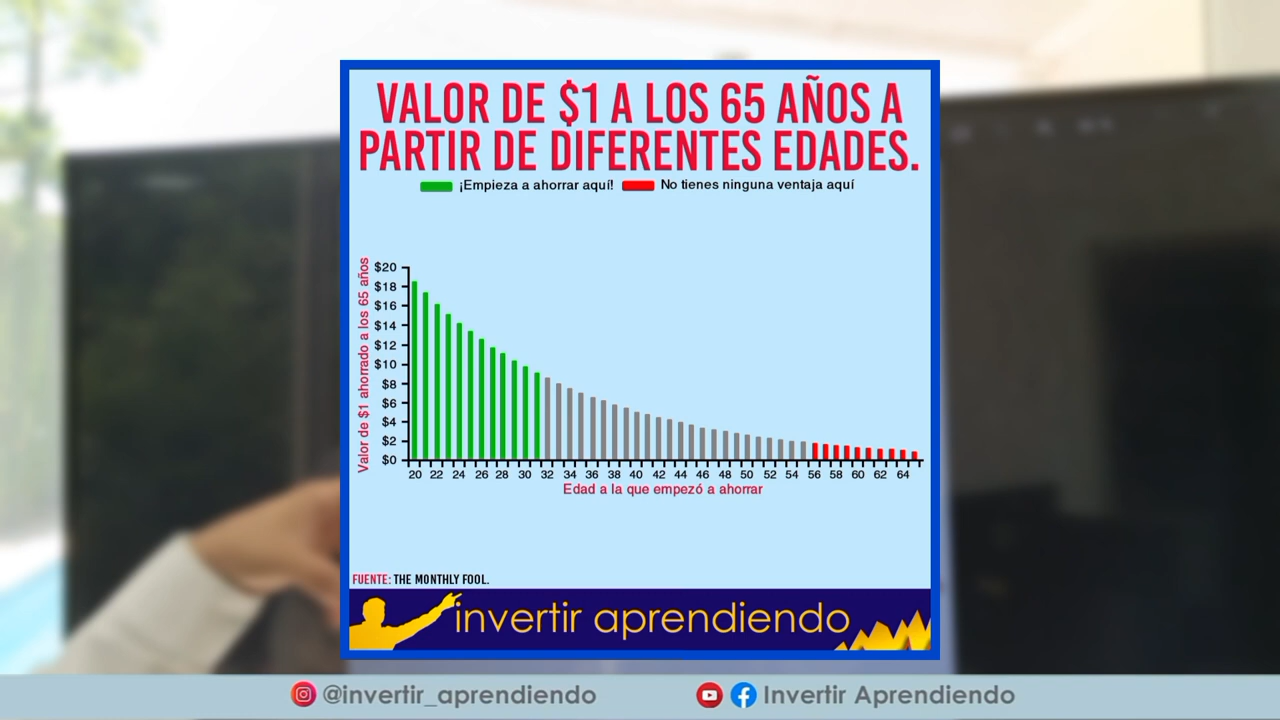 VALOR DE $1 A LOS 65 AÑOS A
PARTIR DE DIFERENTES EDADES.
¡Empieza a ahorrar aquí! No tienes ninguna ventaja aquí
Valor de $1 ahorrado a los 65 años
$20
$18
$16
$14
$12
$10
$8
$6
$4
$2
$0
20 22 24 26 28 30 32 34 36 38 40 42 44 46 48 50 52 54 56 58 60 62 64
Edad a la que empezó a ahorrar
FUENTE: THE MONTHLY FOOL.
invertir aprendiendo
@invertir_aprendiendo Invertir Aprendiendo